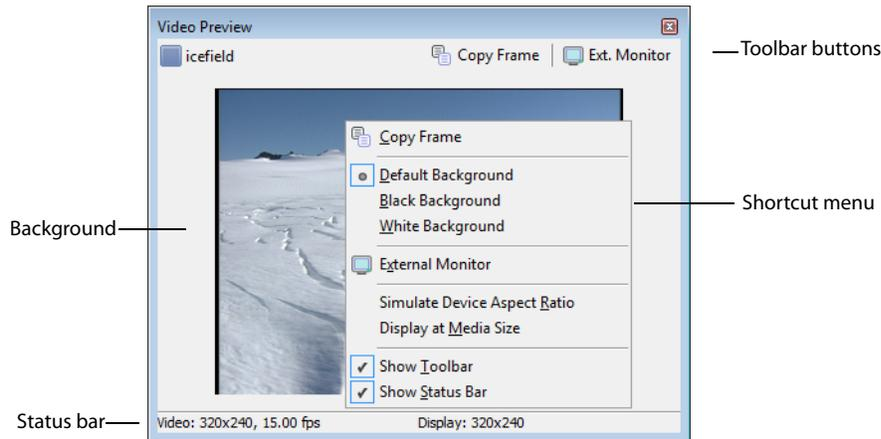 Video Preview
icefield
Copy Frame
Ext. Monitor
Toolbar buttons
Copy Frame
Default Background
Black Background
White Background
External Monitor
Simulate Device Aspect Ratio
Display at Media Size
Show Toolbar
Show Status Bar
Shortcut menu
Background
Status bar
Video: 320x240, 15.00 fps
Display: 320x240